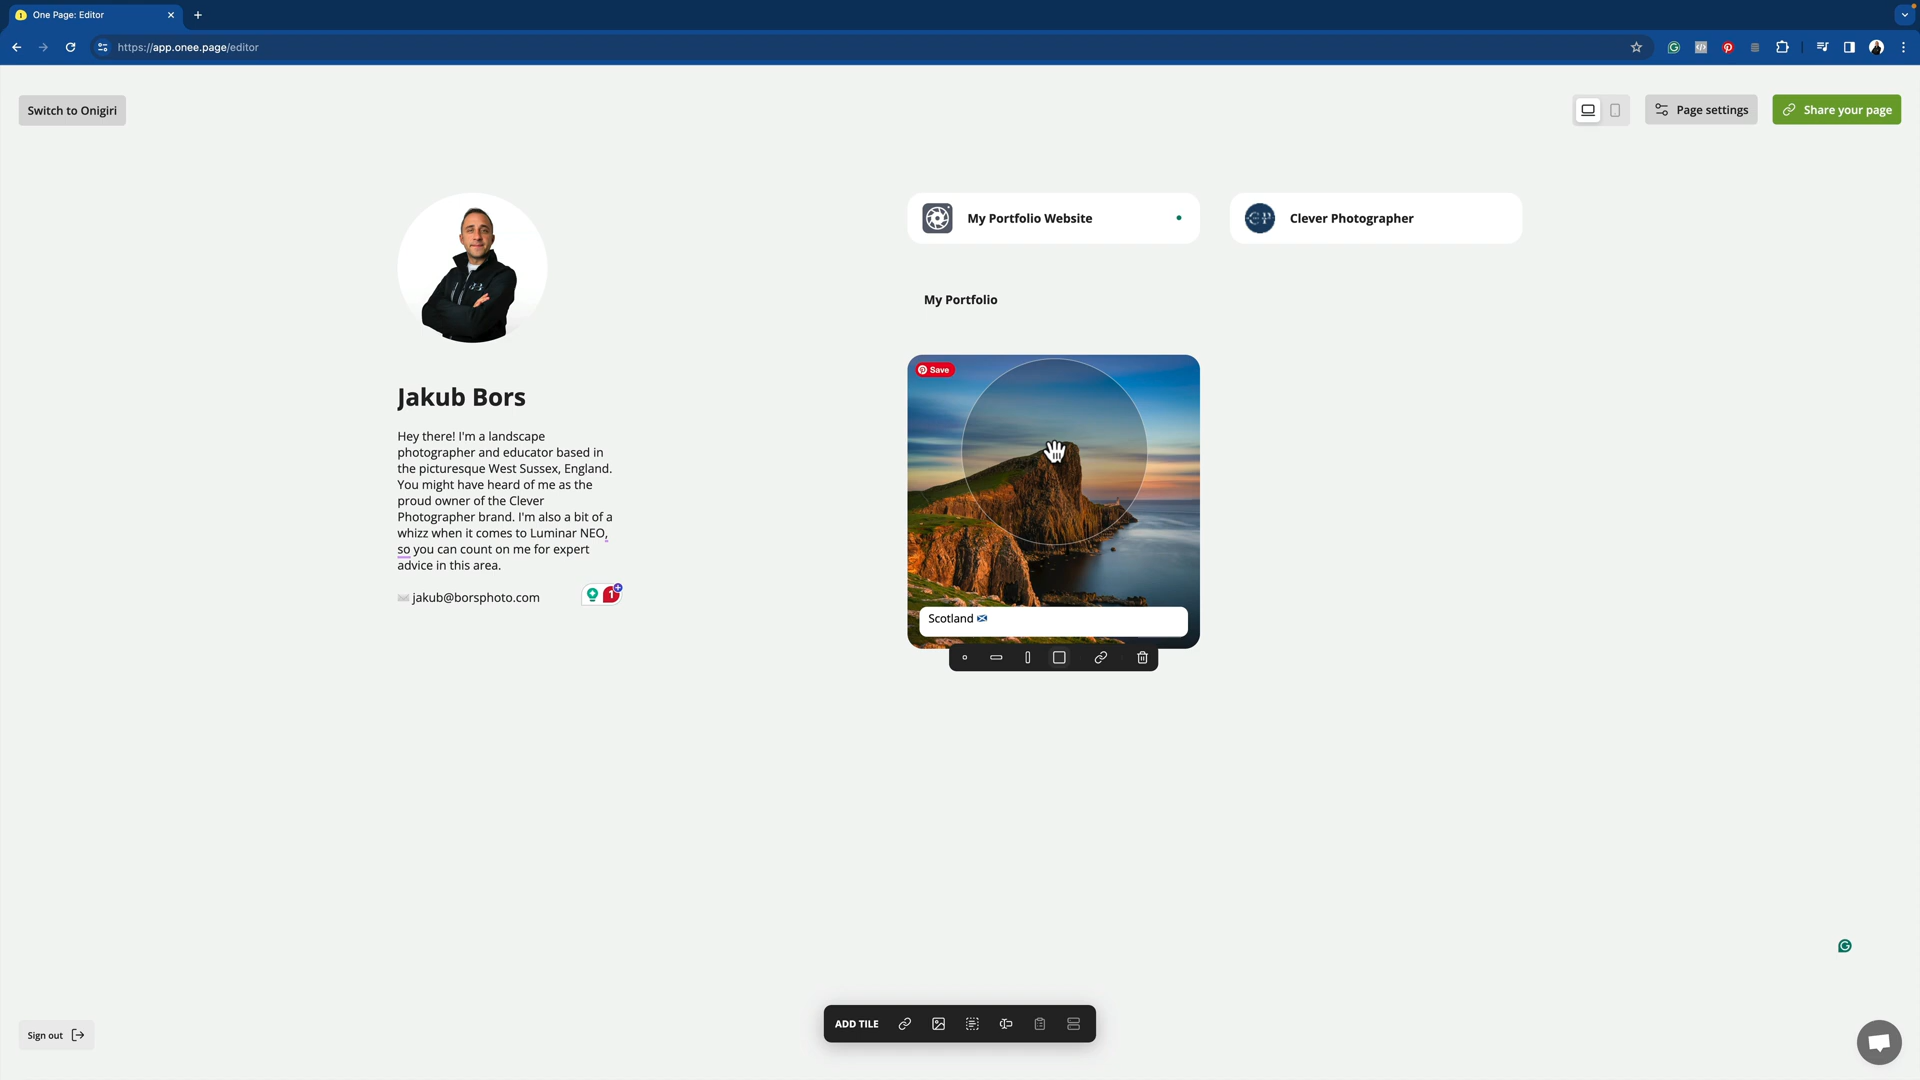 One Page: Editor
https://app.onee.page/editor
Switch to Onigiri
Page settings
Share your page
My Portfolio Website
Clever Photographer
CP
My Portfolio
Save
Jakub Bors
Hey there! I'm a landscape
photographer and educator based in
the picturesque West Sussex, England.
You might have heard of me as the
proud owner of the Clever
Photographer brand. I'm also a bit of a
whizz when it comes to Luminar NEO,
so you can count on me for expert
advice in this area.
jakub@borsphoto.com
1
Scotland
ADD TILE
Sign out